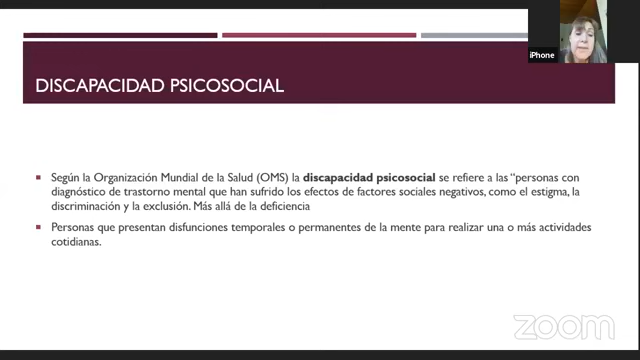 iPhone
DISCAPACIDAD PSICOSOCIAL
Según la Organización Mundial de la Salud (OMS) la discapacidad psicosocial se refiere a las “personas con
diagnóstico de trastorno mental que han sufrido los efectos de factores sociales negativos, como el estigma, la
discriminación y la exclusión. Más allá de la deficiencia
Personas que presentan disfunciones temporales o permanentes de la mente para realizar una o más actividades
cotidianas.
zoom